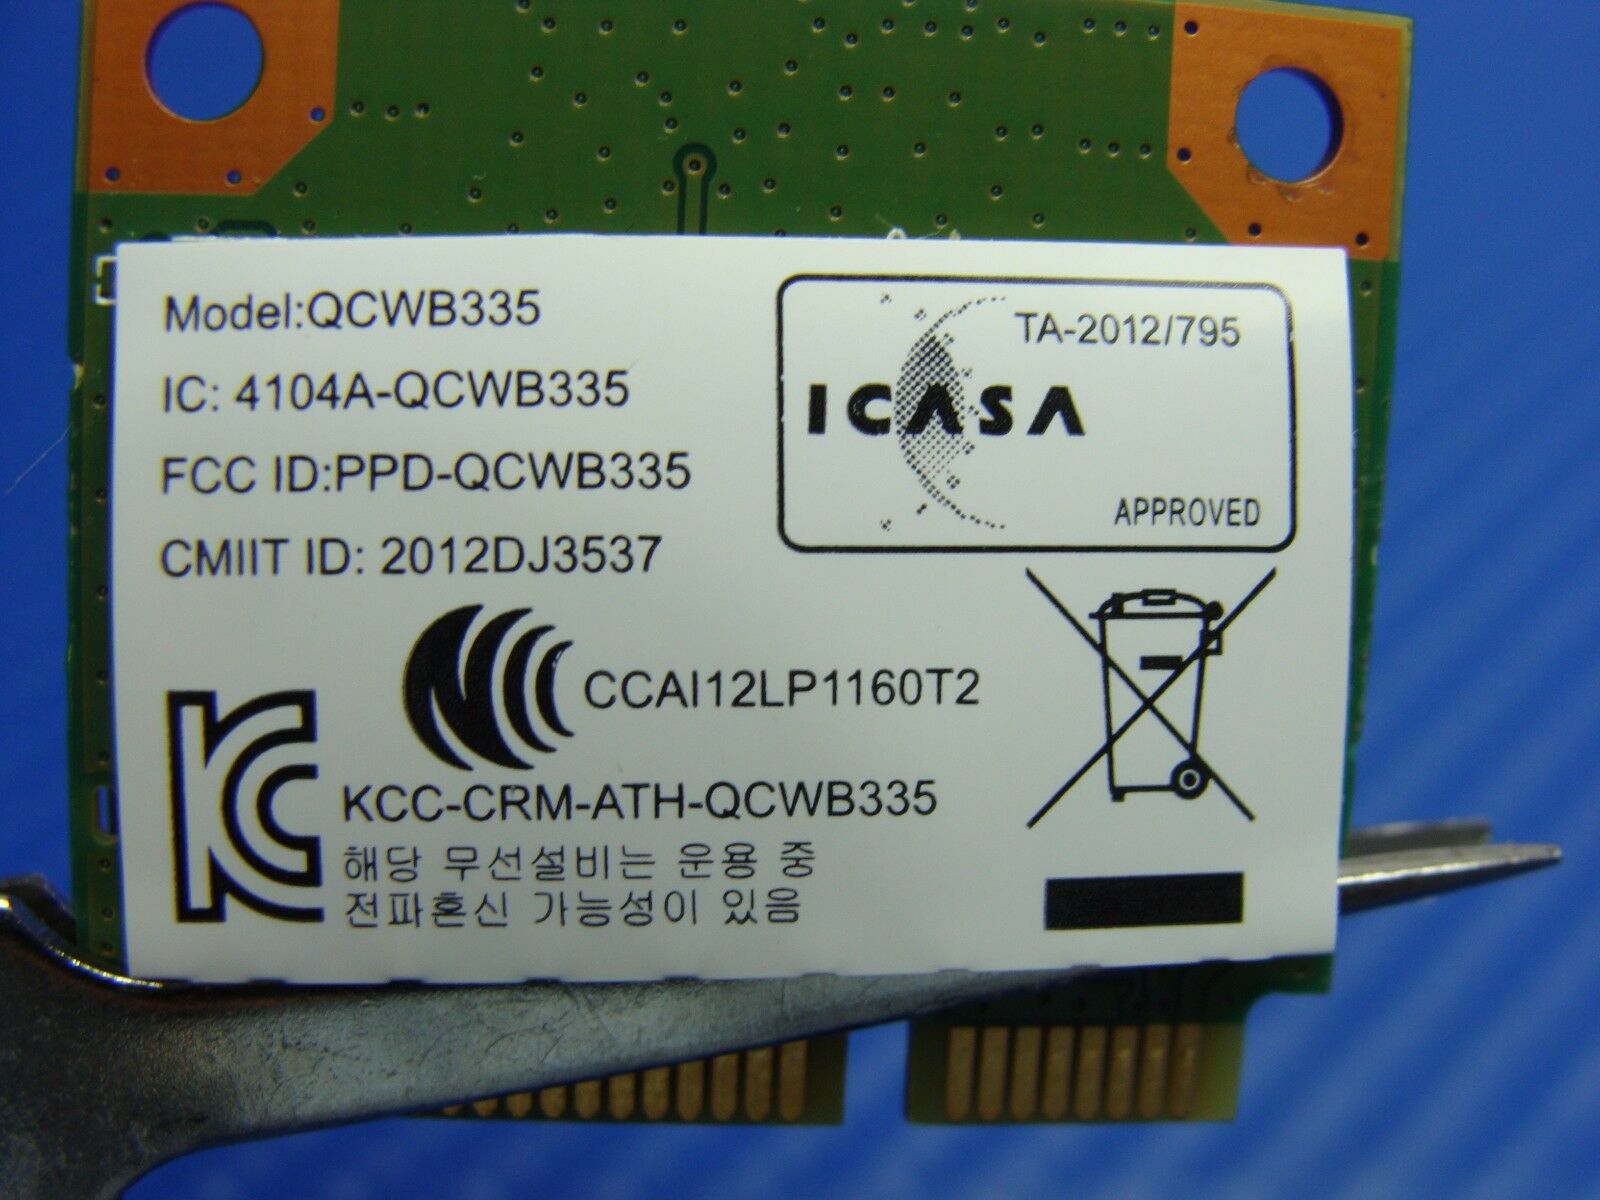 Model:QCWB335
IC: 4104A-QCWB335
FCC ID:PPD-QCWB335
CMIIT ID: 2012DJ3537
TA-2012/795
ICASA
APPROVED
CCAI12LP1160T2
KCC-CRM-ATH-QCWB335
해당 무선설비는 운용 중
전파혼신 가능성이 있음